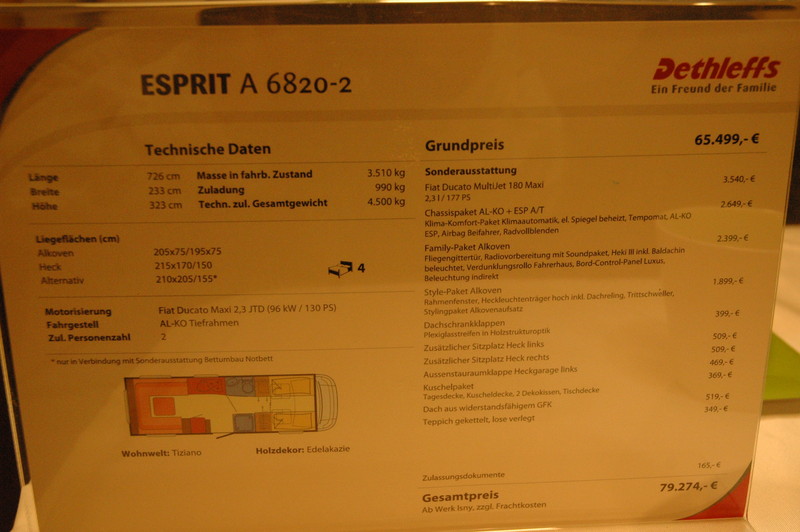 ESPRIT A 6820-2
Dethleffs
Ein Freund der Familie
Technische Daten
Länge 726 cm Masse in fahrb. Zustand 3.510 kg
Breite 233 cm Zuladung 990 kg
Höhe 323 cm Techn. zul. Gesamtgewicht 4.500 kg
Liegeflächen (cm)
Alkoven 205x75/195x75
Heck 215x170/150
Alternativ 210x205/155*
4
Motorisierung Fiat Ducato Maxi 2,3 JTD (96 kW / 130 PS)
Fahrgestell AL-KO Tiefrahmen
Zul. Personenzahl 2
* nur in Verbindung mit Sonderausstattung Bettumbau Notbett
Wohnwelt: Tiziano Holzdekor: Edelakazie
Grundpreis 65.499,- €
Sonderausstattung
Fiat Ducato MultiJet 180 Maxi 3.540,- €
2,3 l / 177 PS
Chassispaket AL-KO + ESP A/T 2.649,- €
Klima-Komfort-Paket Klimaautomatik, el. Spiegel beheizt, Tempomat, AL-KO
ESP, Airbag Beifahrer, Radvollblenden
Family-Paket Alkoven 2.399,- €
Fliegengittertür, Radiovorbereitung mit Soundpaket, Heki III inkl. Baldachin
beleuchtet, Verdunklungsrollo Fahrerhaus, Bord-Control-Panel Luxus,
Beleuchtung indirekt
Style-Paket Alkoven 1.899,- €
Rahmenfenster, Heckleuchtenträger hoch inkl. Dachreling, Trittschweller,
Stylingpaket Alkovenaufsatz
Dachschrankklappen 399,- €
Plexiglasstreifen in Holzstrukturoptik
Zusätzlicher Sitzplatz Heck links 509,- €
Zusätzlicher Sitzplatz Heck rechts 509,- €
Aussenstauraumklappe Heckgarage links 469,- €
Kuschelpaket 369,- €
Tagesdecke, Kuscheldecke, 2 Dekokissen, Tischdecke
Dach aus widerstandsfähigem GFK 519,- €
Teppich gekettelt, lose verlegt 349,- €
Zulassungsdokumente 165,- €
Gesamtpreis 79.274,- €
Ab Werk Isny, zzgl. Frachtkosten